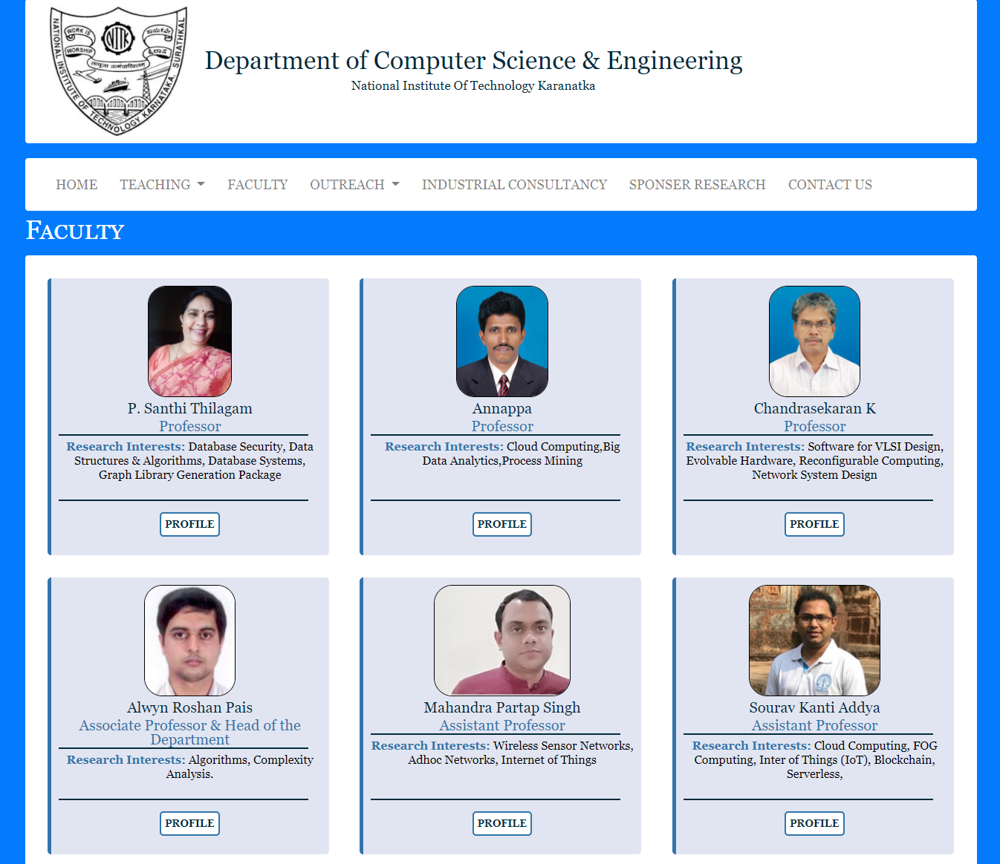 NATIONAL INSTITUTE OF TECHNOLOGY KARNATAKA, SURATHKAL
WORK IS
WORSHIP
NITK
ಕಾಯಕವೇ
ಕೈಲಾಸ
Department of Computer Science & Engineering
National Institute Of Technology Karanatka
HOME TEACHING FACULTY OUTREACH INDUSTRIAL CONSULTANCY SPONSER RESEARCH CONTACT US
FACULTY
P. Santhi Thilagam
Professor
Research Interests: Database Security, Data
Structures & Algorithms, Database Systems,
Graph Library Generation Package
PROFILE
Annappa
Professor
Research Interests: Cloud Computing,Big
Data Analytics,Process Mining
PROFILE
Chandrasekaran K
Professor
Research Interests: Software for VLSI Design,
Evolvable Hardware, Reconfigurable Computing,
Network System Design
PROFILE
Alwyn Roshan Pais
Associate Professor & Head of the
Department
Research Interests: Algorithms, Complexity
Analysis.
PROFILE
Mahandra Partap Singh
Assistant Professor
Research Interests: Wireless Sensor Networks,
Adhoc Networks, Internet of Things
PROFILE
Sourav Kanti Addya
Assistant Professor
Research Interests: Cloud Computing, FOG
Computing, Inter of Things (IoT), Blockchain,
Serverless,
PROFILE